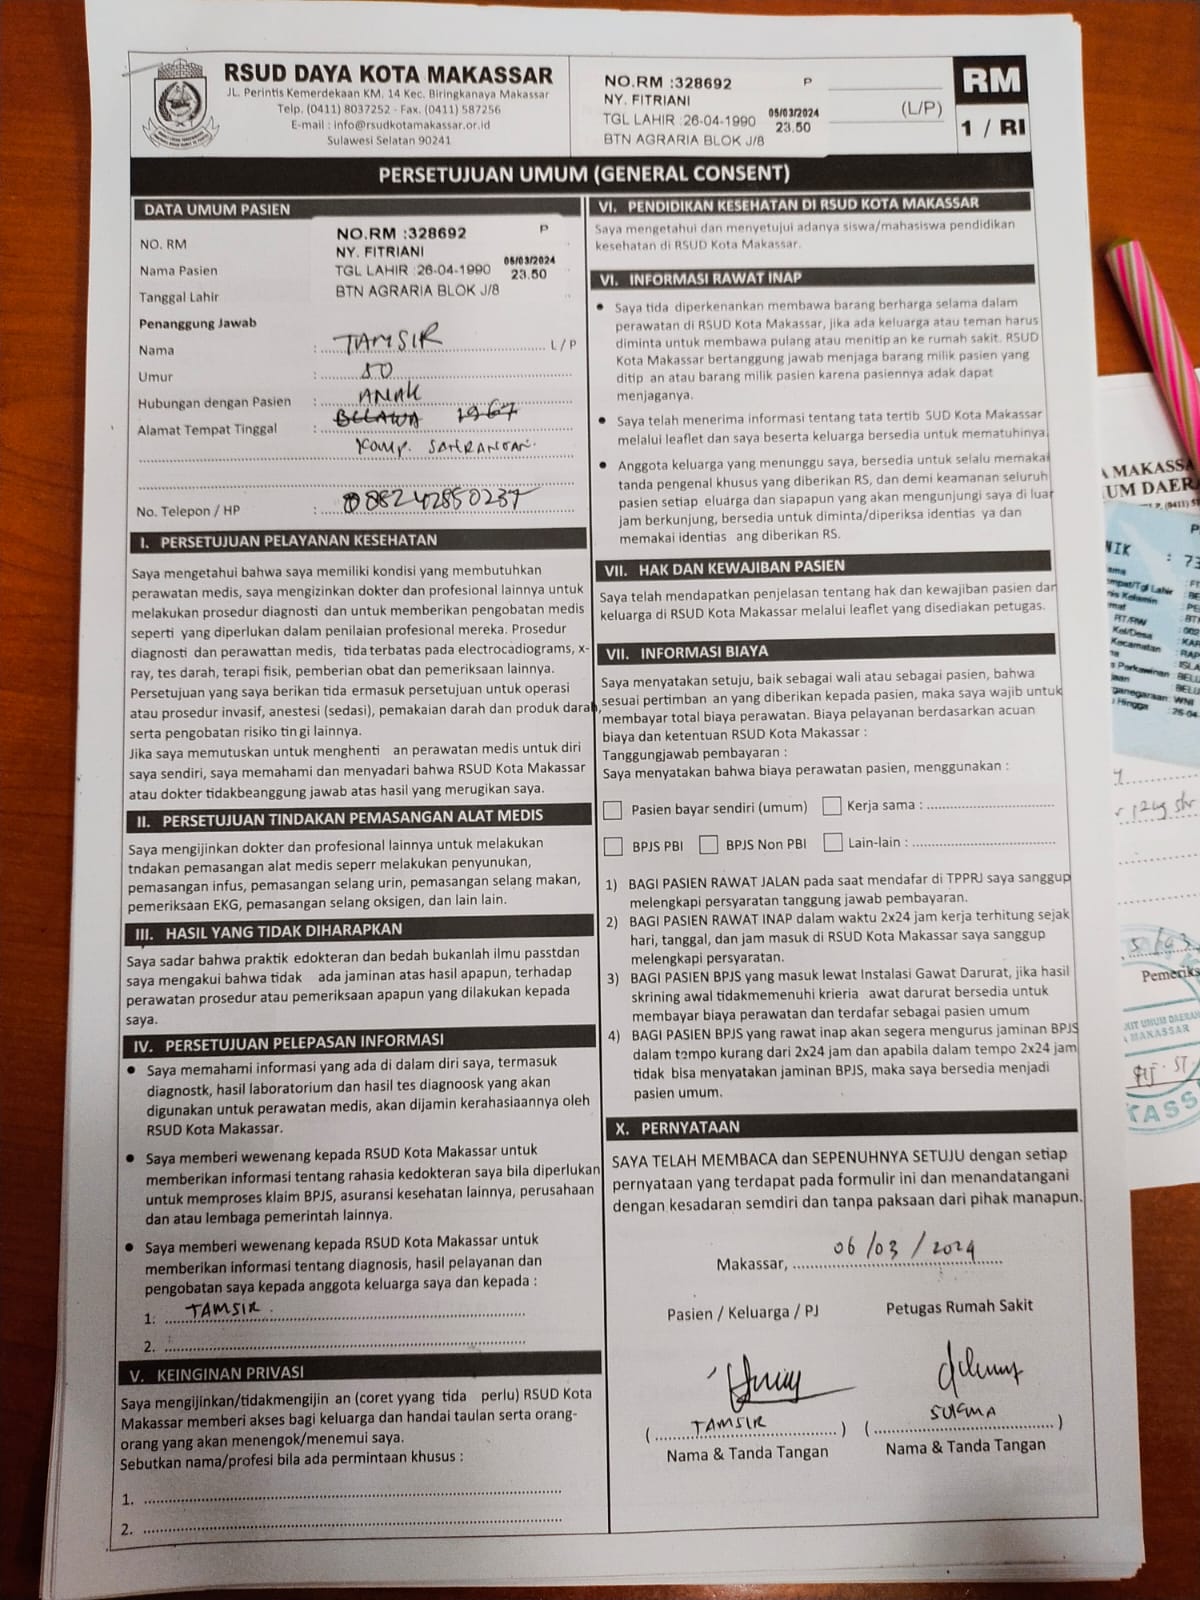 RSUD DAYA KOTA MAKASSAR
JL. Perintis Kemerdekaan KM. 14 Kec. Biringkanaya Makassar
Telp. (0411) 8037252 - Fax. (0411) 587256
E-mail : info@rsudkotamakassar.or.id
Sulawesi Selatan 90241
NO.RM :328692 P
NY. FITRIANI
TGL LAHIR :26-04-1990 05/03/2024 23.50
BTN AGRARIA BLOK J/8
(L/P)
RM
1 / RI
PERSETUJUAN UMUM (GENERAL CONSENT)
DATA UMUM PASIEN
NO. RM
Nama Pasien
Tanggal Lahir
NO.RM :328692 P
NY. FITRIANI
TGL LAHIR :26-04-1990 05/03/2024 23.50
BTN AGRARIA BLOK J/8
Penanggung Jawab
Nama : TAMSIR L/P
Umur : 50
Hubungan dengan Pasien : ANAK
Alamat Tempat Tinggal : BELAWA 1967
Komp.
No. Telepon / HP : 088242850237
I. PERSETUJUAN PELAYANAN KESEHATAN
Saya mengetahui bahwa saya memiliki kondisi yang membutuhkan
perawatan medis, saya mengizinkan dokter dan profesional lainnya untuk
melakukan prosedur diagnosti dan untuk memberikan pengobatan medis
seperti yang diperlukan dalam penilaian profesional mereka. Prosedur
diagnosti dan perawattan medis, tida terbatas pada electrocadiograms, x-
ray, tes darah, terapi fisik, pemberian obat dan pemeriksaan lainnya.
Persetujuan yang saya berikan tida ermasuk persetujuan untuk operasi
atau prosedur invasif, anestesi (sedasi), pemakaian darah dan produk darah,
serta pengobatan risiko tin gi lainnya.
Jika saya memutuskan untuk menghenti an perawatan medis untuk diri
saya sendiri, saya memahami dan menyadari bahwa RSUD Kota Makassar
atau dokter tidakbeanggung jawab atas hasil yang merugikan saya.
II. PERSETUJUAN TINDAKAN PEMASANGAN ALAT MEDIS
Saya mengijinkan dokter dan profesional lainnya untuk melakukan
tndakan pemasangan alat medis seperr melakukan penyunukan,
pemasangan infus, pemasangan selang urin, pemasangan selang makan,
pemeriksaan EKG, pemasangan selang oksigen, dan lain lain.
III. HASIL YANG TIDAK DIHARAPKAN
Saya sadar bahwa praktik edokteran dan bedah bukanlah ilmu passtdan
saya mengakui bahwa tidak ada jaminan atas hasil apapun, terhadap
perawatan prosedur atau pemeriksaan apapun yang dilakukan kepada
saya.
IV. PERSETUJUAN PELEPASAN INFORMASI
• Saya memahami informasi yang ada di dalam diri saya, termasuk
diagnostk, hasil laboratorium dan hasil tes diagnoosk yang akan
digunakan untuk perawatan medis, akan dijamin kerahasiaannya oleh
RSUD Kota Makassar.
• Saya memberi wewenang kepada RSUD Kota Makassar untuk
memberikan informasi tentang rahasia kedokteran saya bila diperlukan
untuk memproses klaim BPJS, asuransi kesehatan lainnya, perusahaan
dan atau lembaga pemerintah lainnya.
• Saya memberi wewenang kepada RSUD Kota Makassar untuk
memberikan informasi tentang diagnosis, hasil pelayanan dan
pengobatan saya kepada anggota keluarga saya dan kepada :
1. TAMSIR
2.
V. KEINGINAN PRIVASI
Saya mengijinkan/tidakmengijin an (coret yyang tida perlu) RSUD Kota
Makassar memberi akses bagi keluarga dan handai taulan serta orang-
orang yang akan menengok/menemui saya.
Sebutkan nama/profesi bila ada permintaan khusus :
1.
2.
VI. PENDIDIKAN KESEHATAN DI RSUD KOTA MAKASSAR
Saya mengetahui dan menyetujui adanya siswa/mahasiswa pendidikan
kesehatan di RSUD Kota Makassar.
VI. INFORMASI RAWAT INAP
• Saya tida diperkenankan membawa barang berharga selama dalam
perawatan di RSUD Kota Makassar, jika ada keluarga atau teman harus
diminta untuk membawa pulang atau menitip an ke rumah sakit. RSUD
Kota Makassar bertanggung jawab menjaga barang milik pasien yang
ditip an atau barang milik pasien karena pasiennya adak dapat
menjaganya.
• Saya telah menerima informasi tentang tata tertib SUD Kota Makassar
melalui leaflet dan saya beserta keluarga bersedia untuk mematuhinya.
• Anggota keluarga yang menunggu saya, bersedia untuk selalu memakai
tanda pengenal khusus yang diberikan RS, dan demi keamanan seluruh
pasien setiap eluarga dan siapapun yang akan mengunjungi saya di luar
jam berkunjung, bersedia untuk diminta/diperiksa identias ya dan
memakai identias ang diberikan RS.
VII. HAK DAN KEWAJIBAN PASIEN
Saya telah mendapatkan penjelasan tentang hak dan kewajiban pasien dan
keluarga di RSUD Kota Makassar melalui leaflet yang disediakan petugas.
VII. INFORMASI BIAYA
Saya menyatakan setuju, baik sebagai wali atau sebagai pasien, bahwa
sesuai pertimban an yang diberikan kepada pasien, maka saya wajib untuk
membayar total biaya perawatan. Biaya pelayanan berdasarkan acuan
biaya dan ketentuan RSUD Kota Makassar :
Tanggungjawab pembayaran :
Saya menyatakan bahwa biaya perawatan pasien, menggunakan :
Pasien bayar sendiri (umum) Kerja sama :
BPJS PBI BPJS Non PBI Lain-lain :
1) BAGI PASIEN RAWAT JALAN pada saat mendafar di TPPRJ saya sanggup
melengkapi persyaratan tanggung jawab pembayaran.
2) BAGI PASIEN RAWAT INAP dalam waktu 2x24 jam kerja terhitung sejak
hari, tanggal, dan jam masuk di RSUD Kota Makassar saya sanggup
melengkapi persyaratan.
3) BAGI PASIEN BPJS yang masuk lewat Instalasi Gawat Darurat, jika hasil
skrining awal tidakmemenuhi krieria awat darurat bersedia untuk
membayar biaya perawatan dan terdafar sebagai pasien umum
4) BAGI PASIEN BPJS yang rawat inap akan segera mengurus jaminan BPJS
dalam tempo kurang dari 2x24 jam dan apabila dalam tempo 2x24 jam
tidak bisa menyatakan jaminan BPJS, maka saya bersedia menjadi
pasien umum.
X. PERNYATAAN
SAYA TELAH MEMBACA dan SEPENUHNYA SETUJU dengan setiap
pernyataan yang terdapat pada formulir ini dan menandatangani
dengan kesadaran semdiri dan tanpa paksaan dari pihak manapun.
Makassar, 06/03/2024
Pasien / Keluarga / PJ Petugas Rumah Sakit
( TAMSIR ) ( )
Nama & Tanda Tangan Nama & Tanda Tangan
A MAKASSA
UM DAERA
NIK : 73
Pemeriks